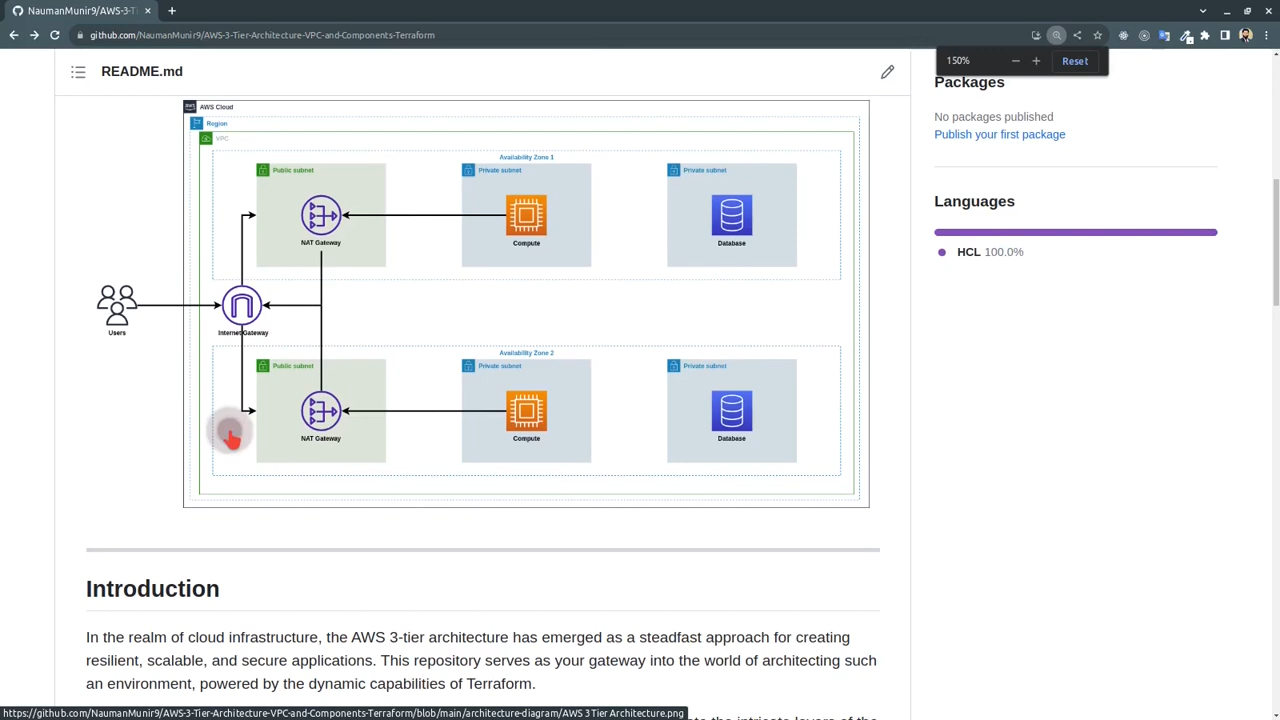 NaumanMunir9/AWS-3-Ti
github.com/NaumanMunir9/AWS-3-Tier-Architecture-VPC-and-Components-Terraform
150%
Reset
README.md
Packages
No packages published
Publish your first package
Languages
HCL 100.0%
aws
AWS Cloud
Region
VPC
Availability Zone 1
Public subnet
Private subnet
Private subnet
NAT Gateway
Compute
Database
Users
Internet Gateway
Availability Zone 2
Public subnet
Private subnet
Private subnet
NAT Gateway
Compute
Database
Introduction
In the realm of cloud infrastructure, the AWS 3-tier architecture has emerged as a steadfast approach for creating
resilient, scalable, and secure applications. This repository serves as your gateway into the world of architecting such
an environment, powered by the dynamic capabilities of Terraform.
https://github.com/NaumanMunir9/AWS-3-Tier-Architecture-VPC-and-Components-Terraform/blob/main/architecture-diagram/AWS 3 Tier Architecture.png